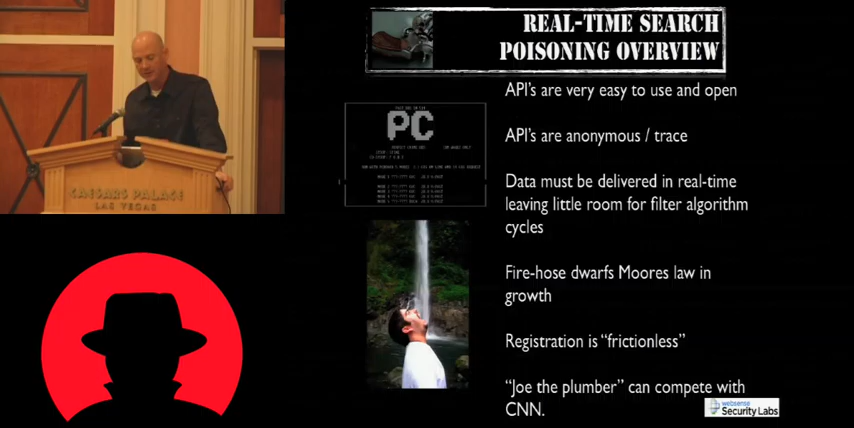 REAL-TIME SEARCH
POISONING OVERVIEW
API's are very easy to use and open
API's are anonymous / trace
Data must be delivered in real-time
leaving little room for filter algorithm
cycles
Fire-hose dwarfs Moores law in
growth
Registration is "frictionless"
"Joe the plumber" can compete with
CNN.
PC
CAESARS PALACE
LAS VEGAS
websense
Security Labs